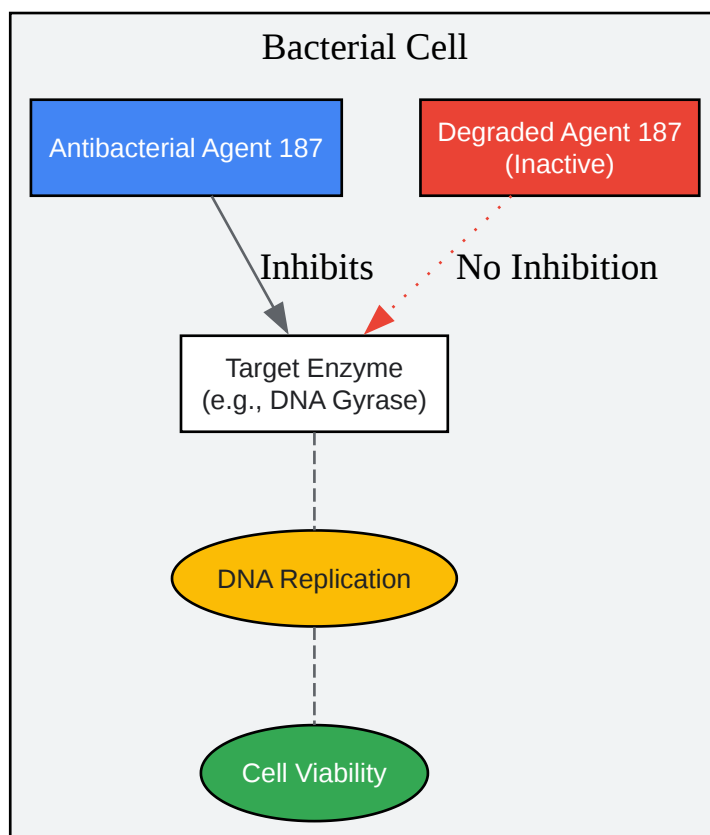 Bacterial Cell
Antibacterial Agent 187
Degraded Agent 187
(Inactive)
Inhibits
No Inhibition
Target Enzyme
(e.g., DNA Gyrase)
DNA Replication
Cell Viability